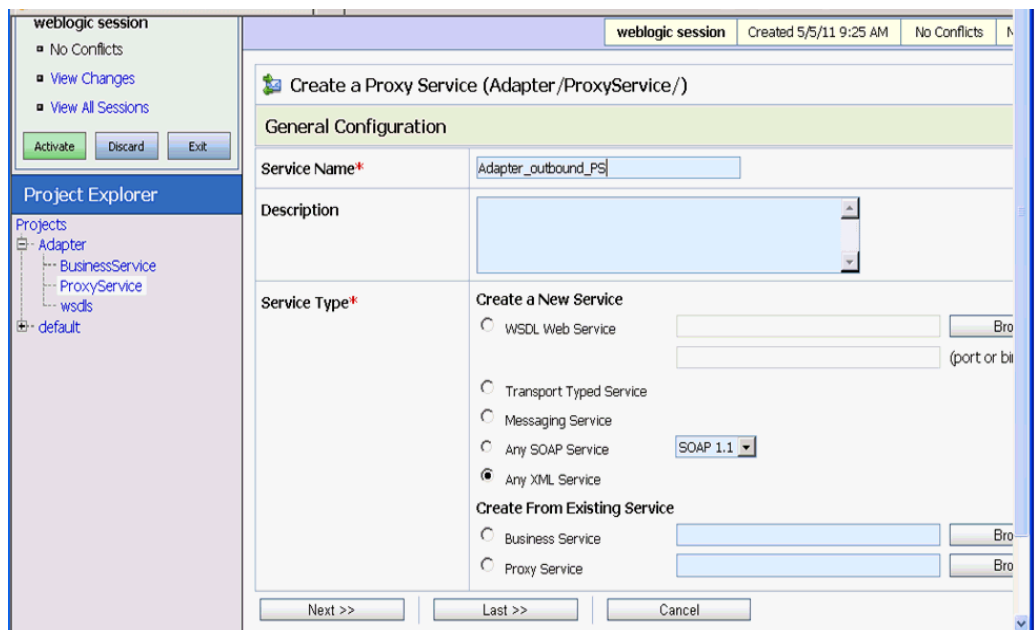 weblogic session
No Conflicts
View Changes
View All Sessions
Activate Discard Exit
Project Explorer
Projects
Adapter
BusinessService
ProxyService
wsdls
default
weblogic session Created 5/5/11 9:25 AM No Conflicts
Create a Proxy Service (Adapter/ProxyService/)
General Configuration
Service Name* Adapter_outbound_PS
Description
Service Type* Create a New Service
WSDL Web Service Bro
(port or bi
Transport Typed Service
Messaging Service
Any SOAP Service SOAP 1.1
Any XML Service
Create From Existing Service
Business Service Bro
Proxy Service Bro
Next >> Last >> Cancel